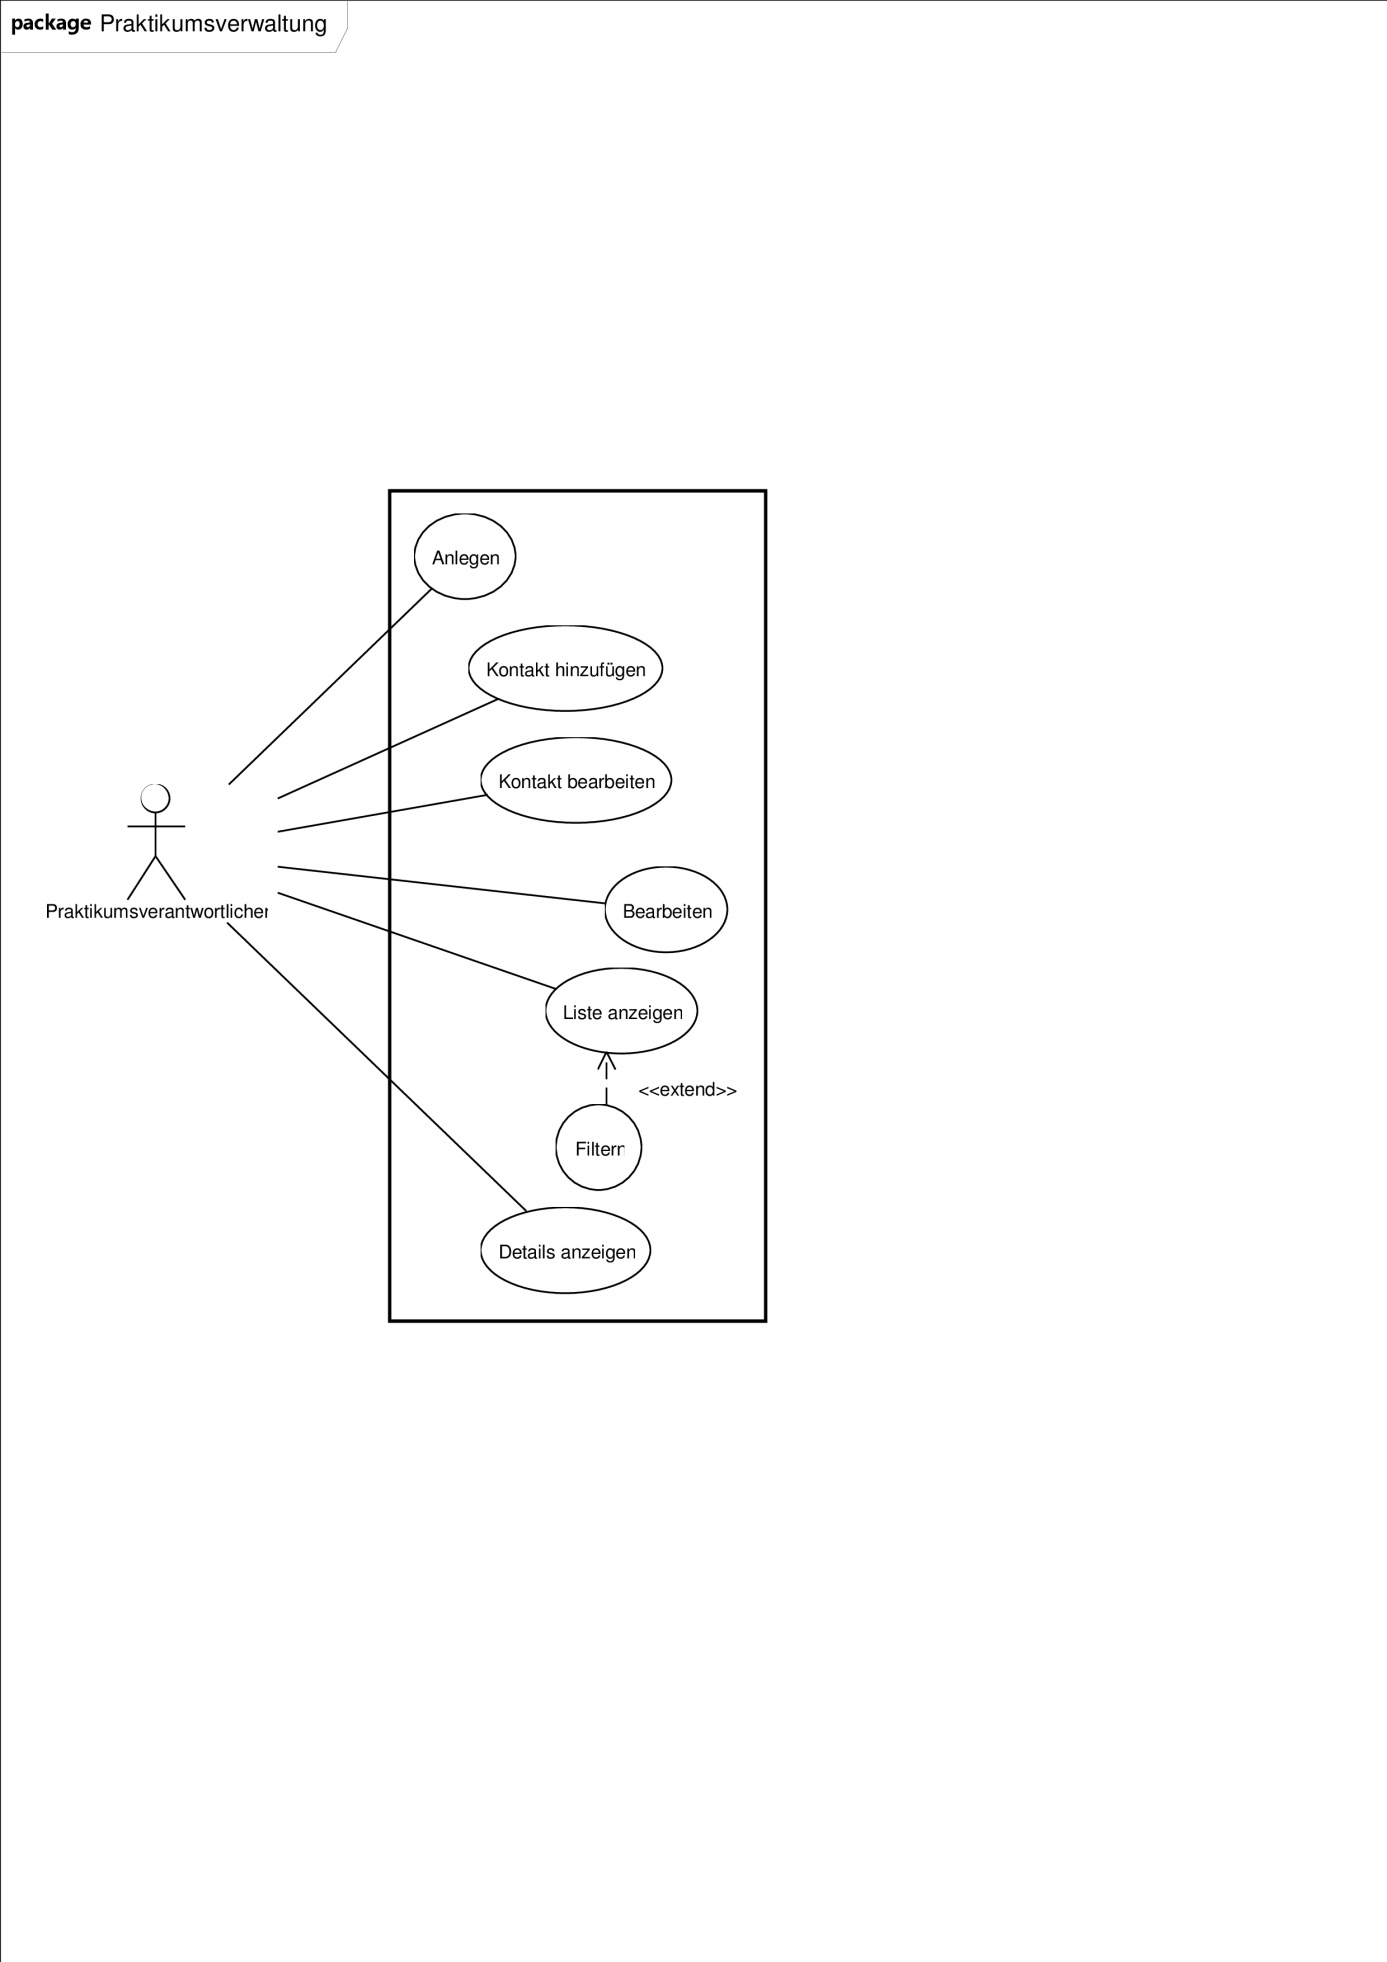 package Praktikumsverwaltung
Anlegen
Kontakt hinzufügen
Kontakt bearbeiten
Praktikumsverantwortlicher
Bearbeiten
Liste anzeigen
<<extend>>
Filtern
Details anzeigen